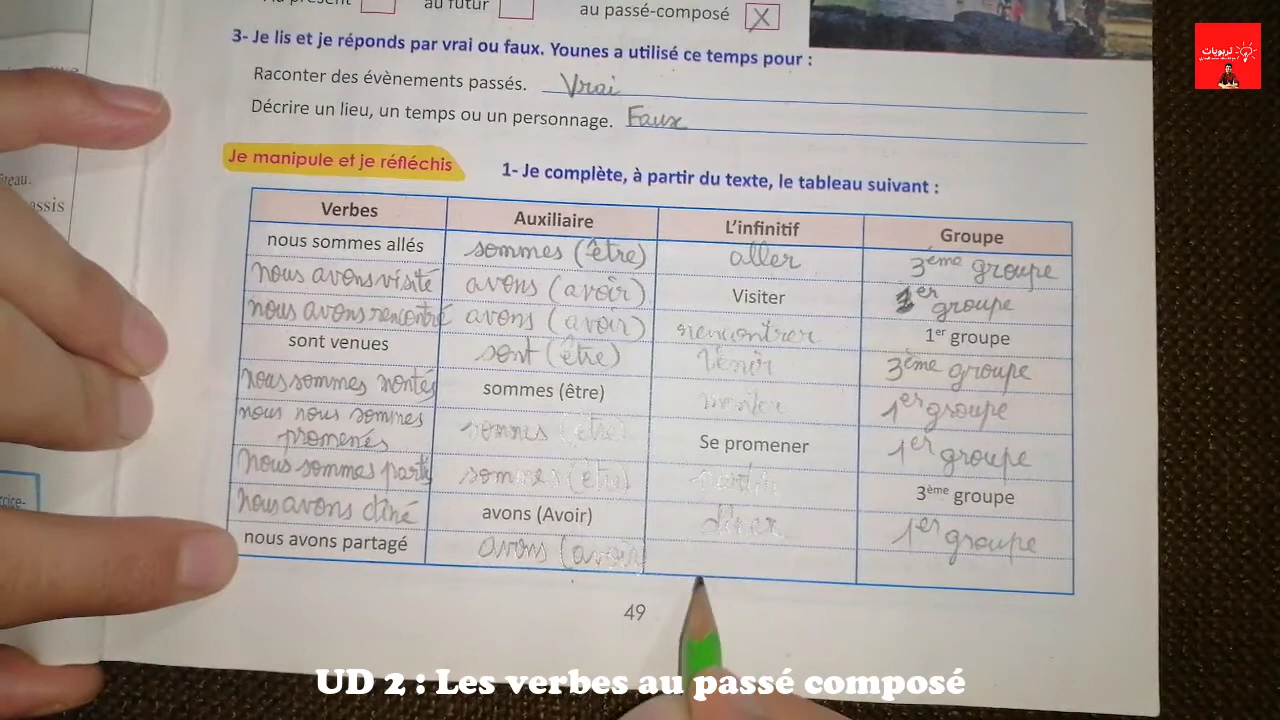 au futur
au passé-composé X
3- Je lis et je réponds par vrai ou faux. Younes a utilisé ce temps pour :
Raconter des évènements passés. Vrai
Décrire un lieu, un temps ou un personnage. Faux
Je manipule et je réfléchis
1- Je complète, à partir du texte, le tableau suivant :
Verbes Auxiliaire L'infinitif Groupe
nous sommes allés sommes (être) aller 3ème groupe
nous avons visité avons (avoir) Visiter 1er groupe
nous avons rencontré avons (avoir) rencontrer 1er groupe
sont venues sont (être) Venir 3ème groupe
nous sommes montés sommes (être) monter 1er groupe
nous nous sommes promenés sommes (être) Se promener 1er groupe
nous sommes partis sommes (être) partir 3ème groupe
nous avons diné avons (Avoir) diner 1er groupe
nous avons partagé avons (avoir)
49
UD 2 : Les verbes au passé composé
تربويات